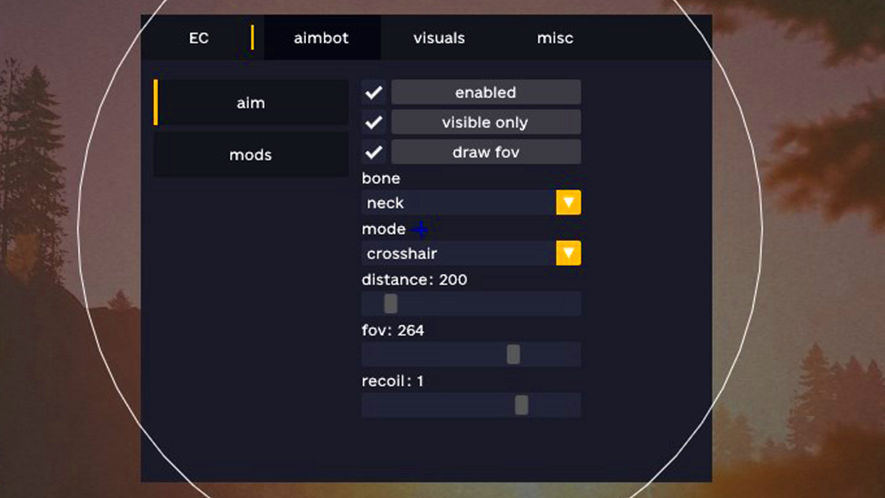 EC aimbot visuals misc
aim
mods
enabled
visible only
draw fov
bone
neck
mode
crosshair
distance: 200
fov: 264
recoil: 1